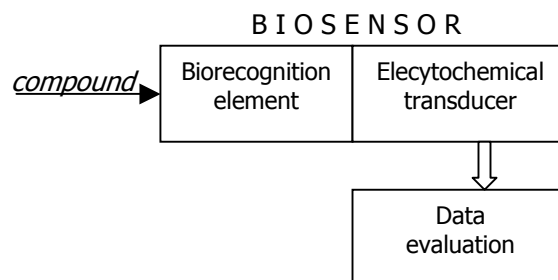 B I O S E N S O R
compound
Biorecognition
element
Elecytochemical
transducer
Data
evaluation